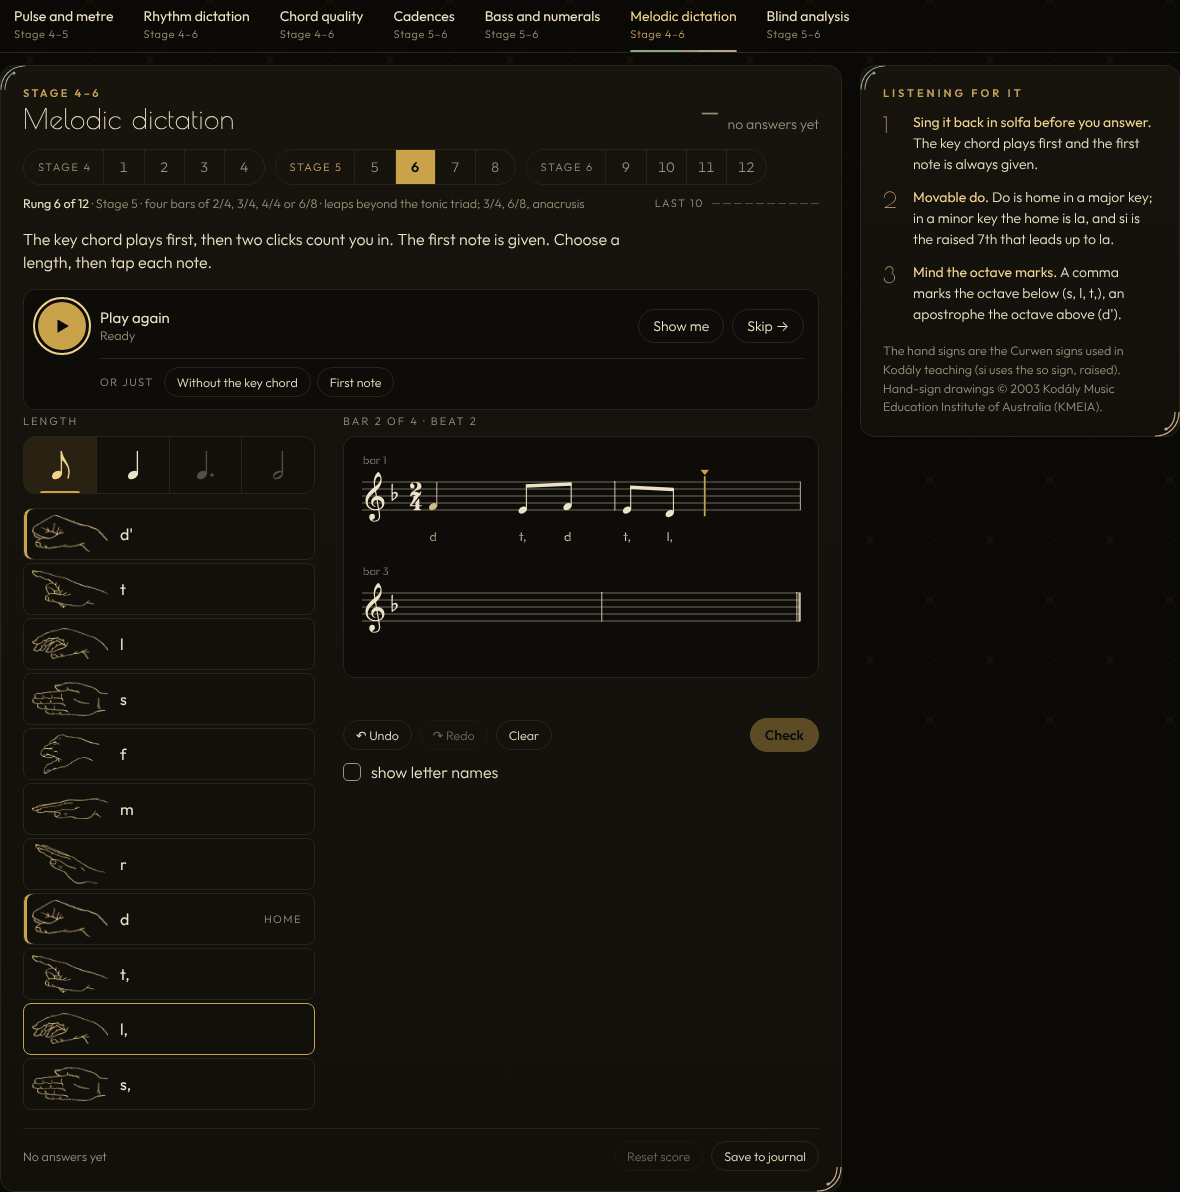 Pulse and metre
Stage 4–5
Rhythm dictation
Stage 4–6
Chord quality
Stage 4–6
Cadences
Stage 5–6
Bass and numerals
Stage 5–6
Melodic dictation
Stage 4–6
Blind analysis
Stage 5–6
STAGE 4–6
Melodic dictation
— no answers yet
STAGE 4 1 2 3 4
STAGE 5 5 6 7 8
STAGE 6 9 10 11 12
Rung 6 of 12 · Stage 5 · four bars of 2/4, 3/4, 4/4 or 6/8 · leaps beyond the tonic triad; 3/4, 6/8, anacrusis
LAST 10
The key chord plays first, then two clicks count you in. The first note is given. Choose a
length, then tap each note.
Play again
Ready
Show me
Skip →
OR JUST
Without the key chord
First note
LENGTH
d'
t
l
s
f
m
r
d HOME
t,
l,
s,
BAR 2 OF 4 · BEAT 2
bar 1
2
4
d t, d t, l,
bar 3
↶ Undo
↷ Redo
Clear
Check
show letter names
No answers yet
Reset score
Save to journal
LISTENING FOR IT
1 Sing it back in solfa before you answer.
The key chord plays first and the first
note is always given.
2 Movable do. Do is home in a major key;
in a minor key the home is la, and si is
the raised 7th that leads up to la.
3 Mind the octave marks. A comma
marks the octave below (s, l, t,), an
apostrophe the octave above (d').
The hand signs are the Curwen signs used in
Kodály teaching (si uses the so sign, raised).
Hand-sign drawings © 2003 Kodály Music
Education Institute of Australia (KMEIA).